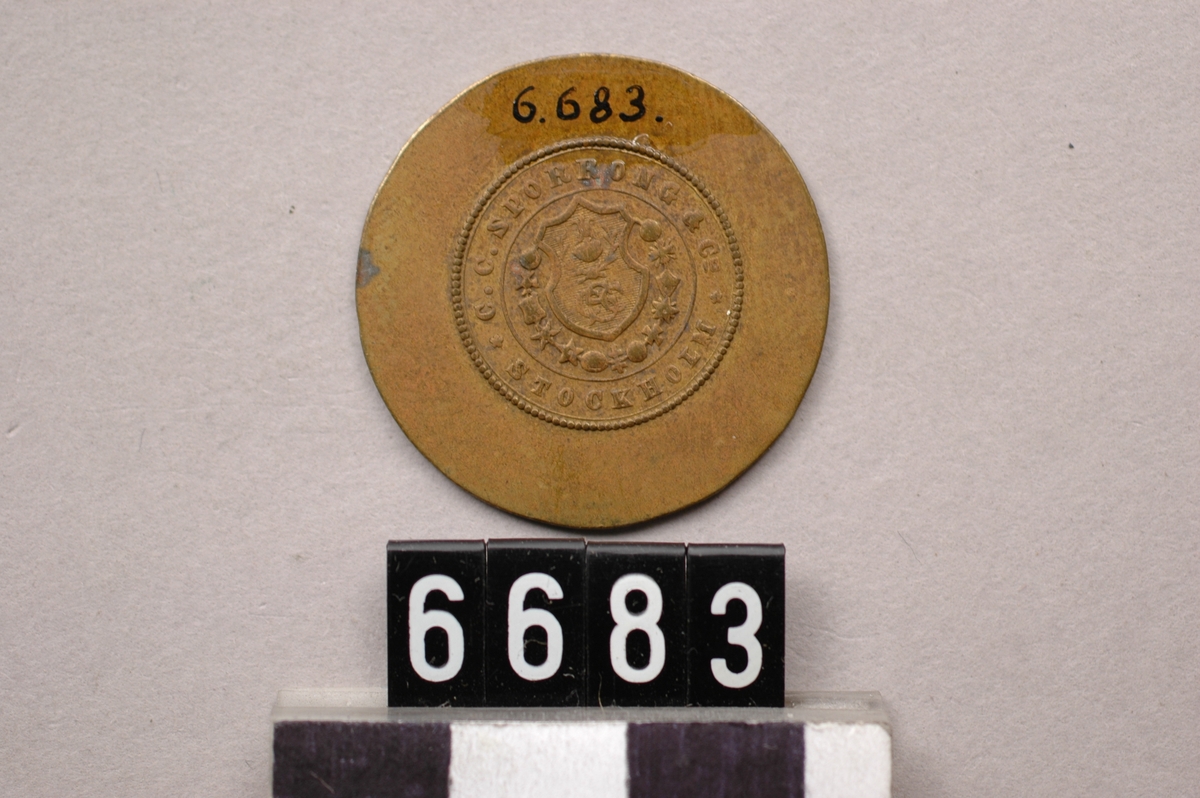 6.683.
C. C. SPORRONG & Co
STOCKHOLM
6683